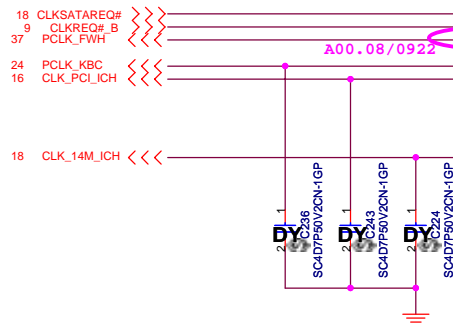 18 CLKSATAREQ#
9 CLKREQ#_B
37 PCLK_FWH
A00.08/0922
24 PCLK_KBC
16 CLK_PCI_ICH
18 CLK_14M_ICH
1 1 1
DY C236 DY C243 DY C224
2 2 2
SC4D7P50V2CN-1GP SC4D7P50V2CN-1GP SC4D7P50V2CN-1GP